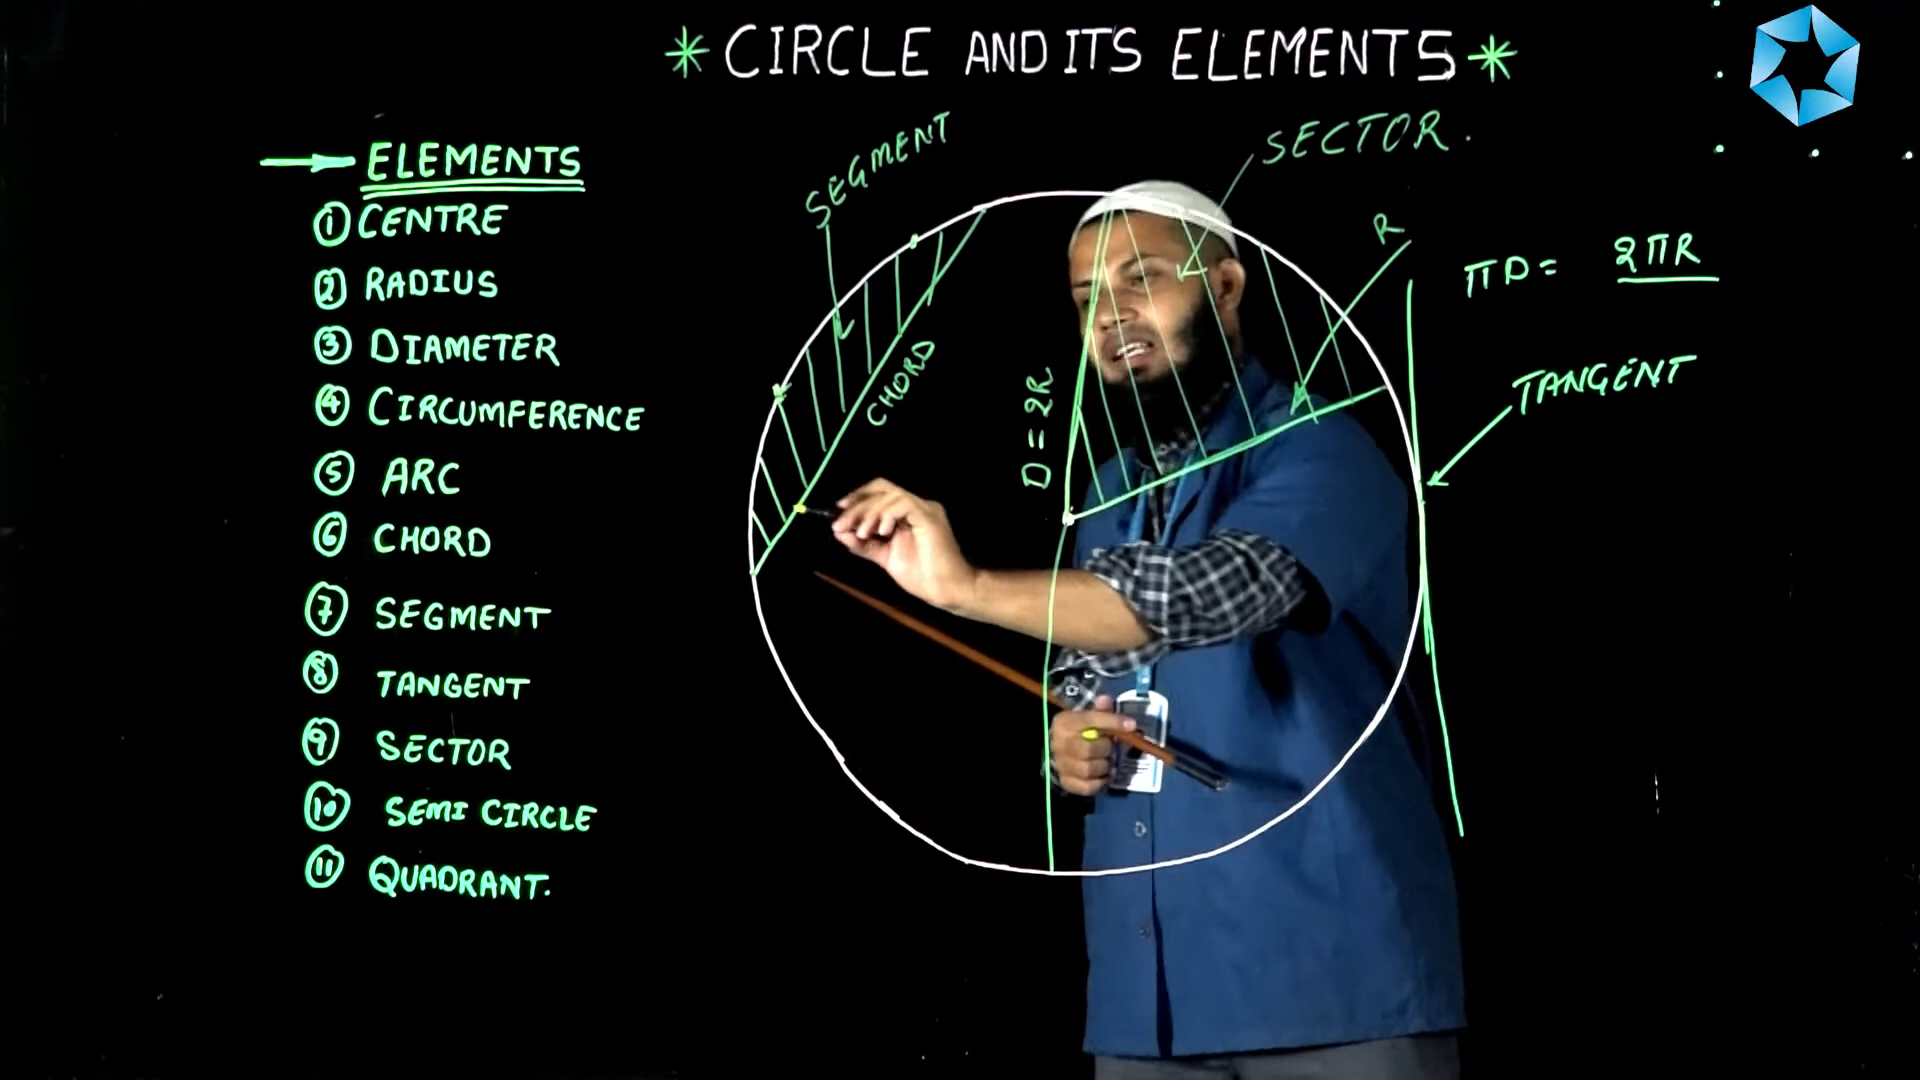 * CIRCLE AND ITS ELEMENTS *
→ ELEMENTS
① CENTRE
② RADIUS
③ DIAMETER
④ CIRCUMFERENCE
⑤ ARC
⑥ CHORD
⑦ SEGMENT
⑧ TANGENT
⑨ SECTOR
⑩ SEMI CIRCLE
⑪ QUADRANT.
SEGMENT
SECTOR.
R
πD = 2πR
CHORD
D = 2R
TANGENT